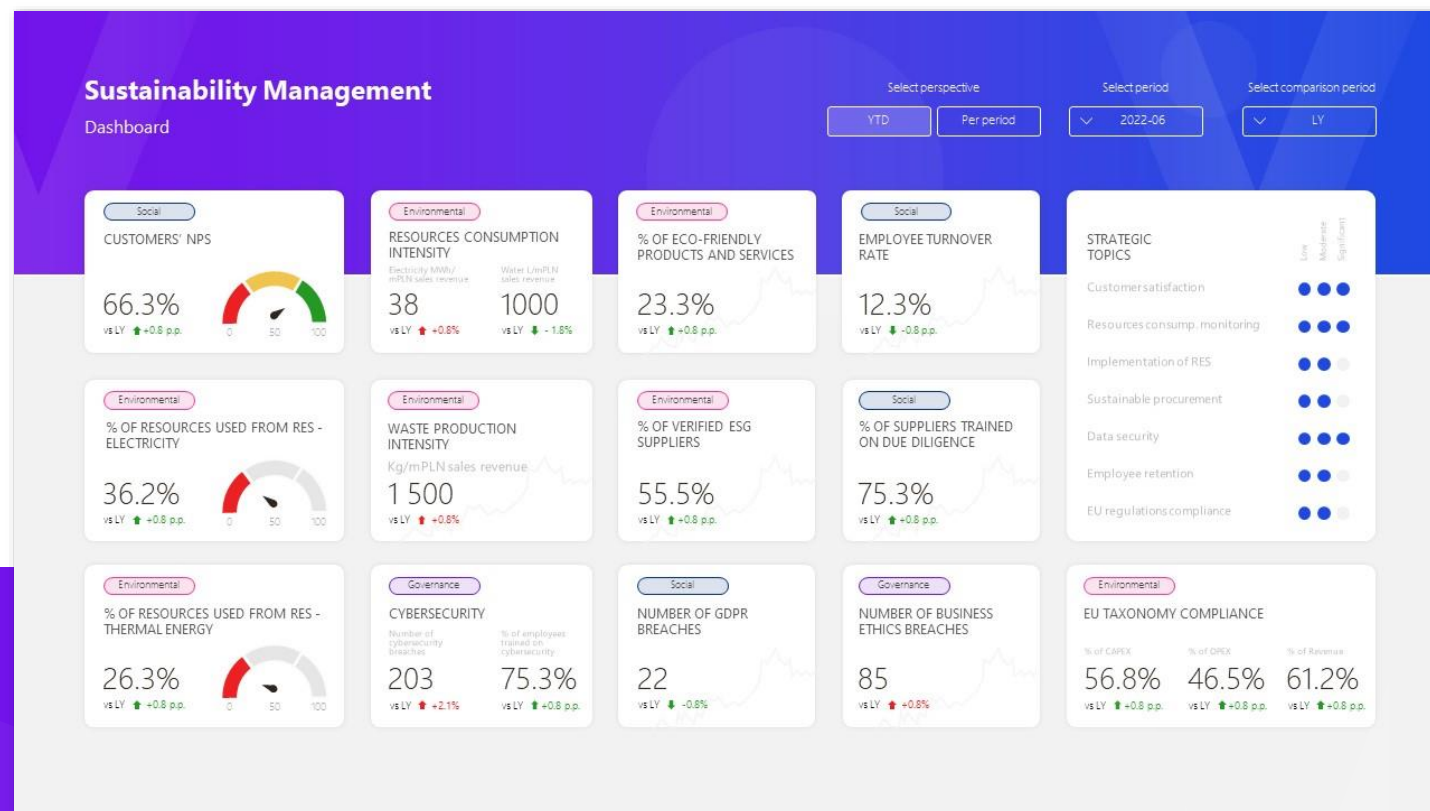 Sustainability Management
Dashboard
Select perspective
YTD
Per period
Select period
2022-06
Select comparison period
LY
Social
CUSTOMERS' NPS
66.3%
vs LY +0.8 p.p.
0 50 100
Environmental
RESOURCES CONSUMPTION
INTENSITY
Electricity MWh/
mPLN sales revenue
38
vs LY +0.8%
Water L/mPLN
sales revenue
1000
vs LY - 1.8%
Environmental
% OF ECO-FRIENDLY
PRODUCTS AND SERVICES
23.3%
vs LY +0.8 p.p.
Social
EMPLOYEE TURNOVER
RATE
12.3%
vs LY -0.8 p.p.
STRATEGIC
TOPICS
Low
Moderate
Significant
Customer satisfaction
Resources consump. monitoring
Implementation of RES
Sustainable procurement
Data security
Employee retention
EU regulations compliance
Environmental
% OF RESOURCES USED FROM RES -
ELECTRICITY
36.2%
vs LY +0.8 p.p.
0 50 100
Environmental
WASTE PRODUCTION
INTENSITY
Kg/mPLN sales revenue
1 500
vs LY +0.8%
Environmental
% OF VERIFIED ESG
SUPPLIERS
55.5%
vs LY +0.8 p.p.
Social
% OF SUPPLIERS TRAINED
ON DUE DILIGENCE
75.3%
vs LY +0.8 p.p.
Environmental
% OF RESOURCES USED FROM RES -
THERMAL ENERGY
26.3%
vs LY +0.8 p.p.
0 50 100
Governance
CYBERSECURITY
Number of
cybersecurity
breaches
203
vs LY +2.1%
% of employees
trained on
cybersecurity
75.3%
vs LY +0.8 p.p.
Social
NUMBER OF GDPR
BREACHES
22
vs LY -0.8%
Governance
NUMBER OF BUSINESS
ETHICS BREACHES
85
vs LY +0.8%
Environmental
EU TAXONOMY COMPLIANCE
% of CAPEX
56.8%
vs LY +0.8 p.p.
% of OPEX
46.5%
vs LY +0.8 p.p.
% of Revenue
61.2%
vs LY +0.8 p.p.